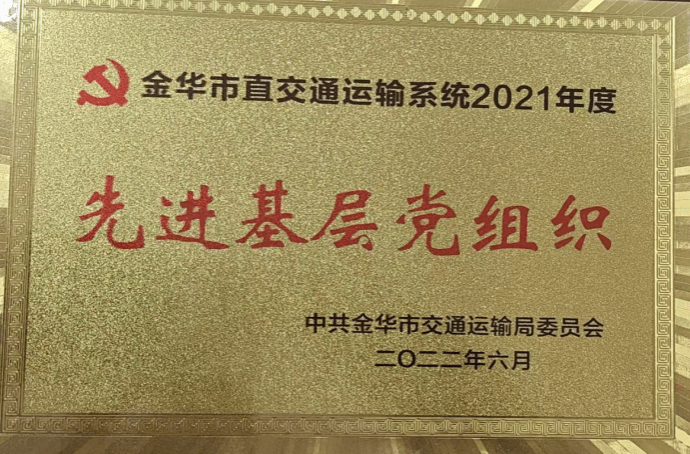 金华市直交通运输系统2021年度
先进基层党组织
中共金华市交通运输局委员会
二〇二二年六月